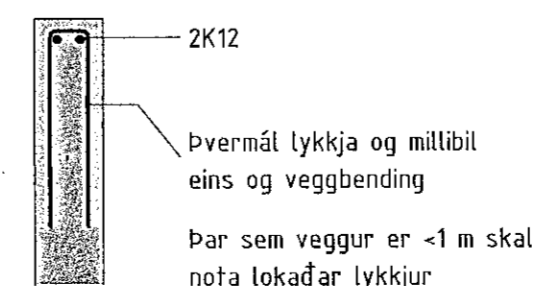 2K12
Þvermál lykkja og millibil
eins og veggbending
Þar sem veggur er <1 m skal
nota lokaðar lykkjur